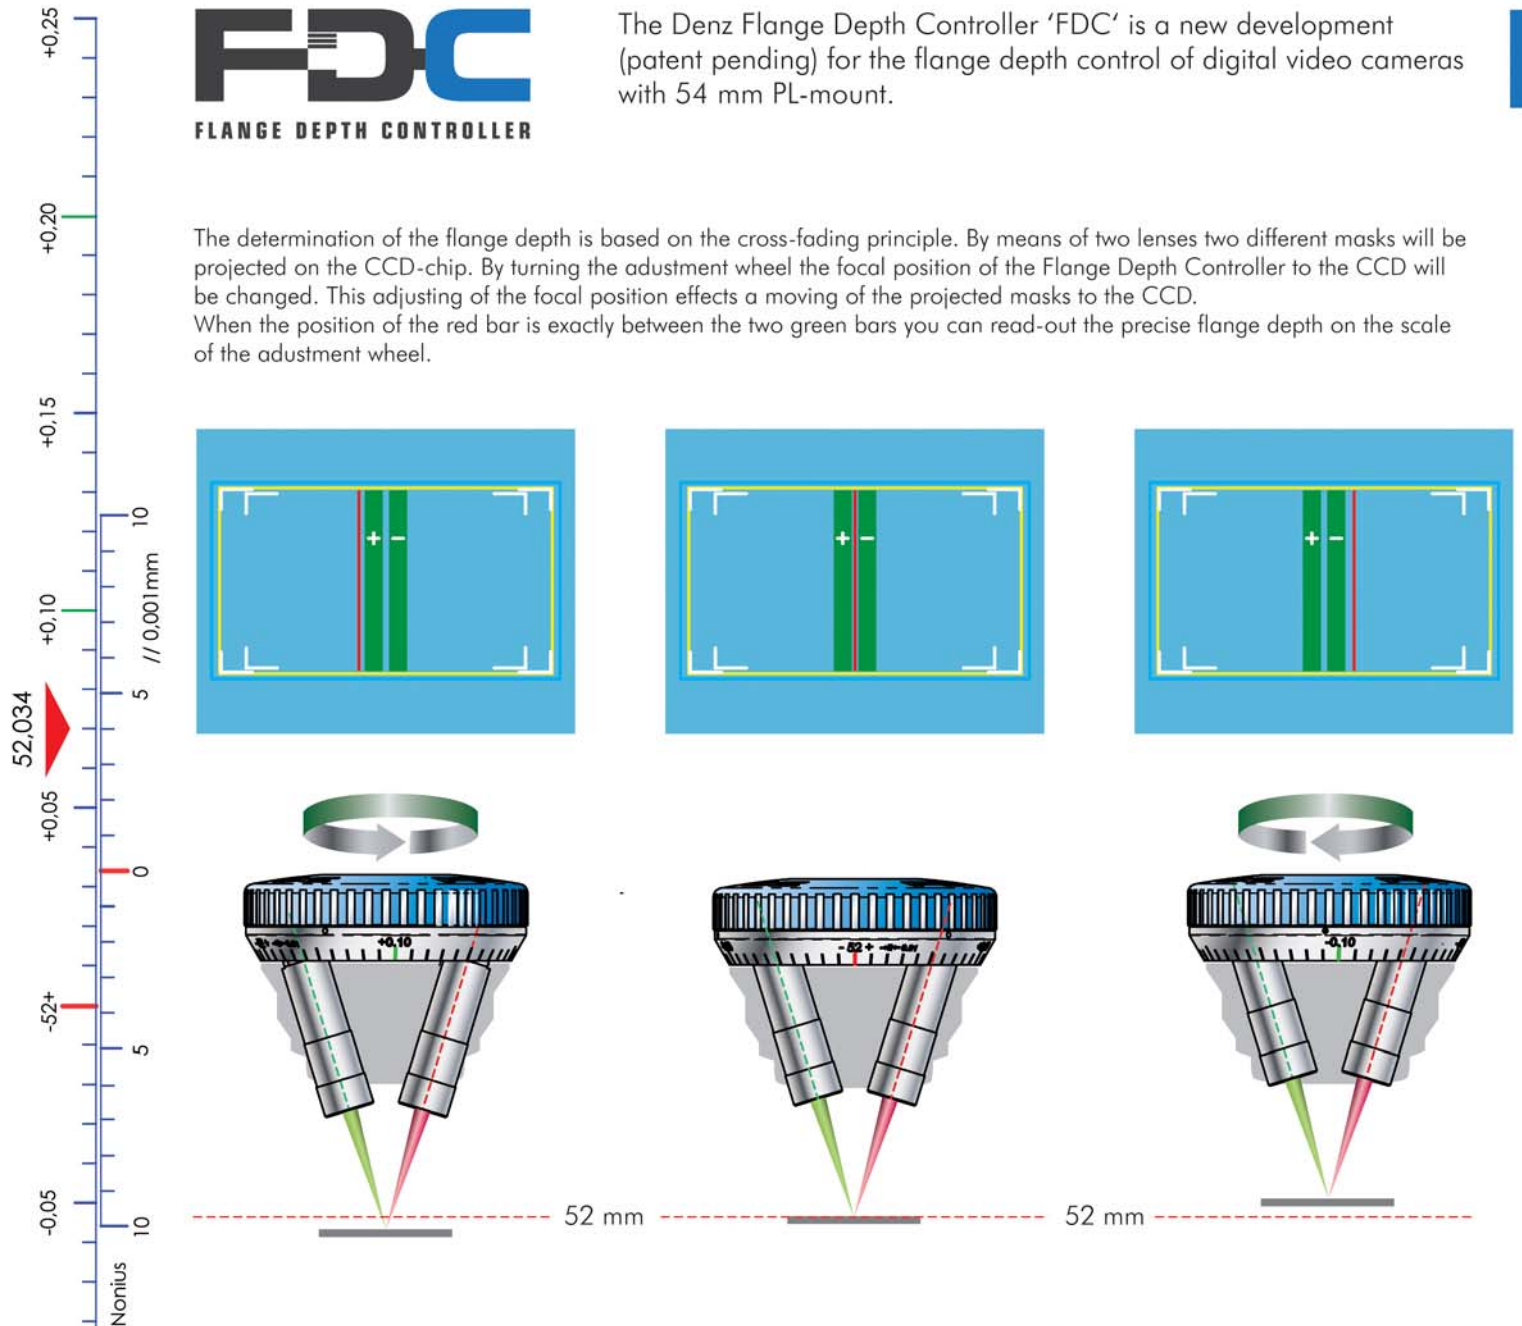 FDC
FLANGE DEPTH CONTROLLER
The Denz Flange Depth Controller ‘FDC‘ is a new development
(patent pending) for the flange depth control of digital video cameras
with 54 mm PL-mount.
The determination of the flange depth is based on the cross-fading principle. By means of two lenses two different masks will be
projected on the CCD-chip. By turning the adustment wheel the focal position of the Flange Depth Controller to the CCD will
be changed. This adjusting of the focal position effects a moving of the projected masks to the CCD.
When the position of the red bar is exactly between the two green bars you can read-out the precise flange depth on the scale
of the adustment wheel.
+0,25
+0,20
+0,15
+0,10
52,034
+0,05
-52+
-0,05
10
// 0,001mm
5
0
5
10
Nonius
+ -
+ -
+ -
0
+0.10
- 52 +
0
-0.10
52 mm
52 mm